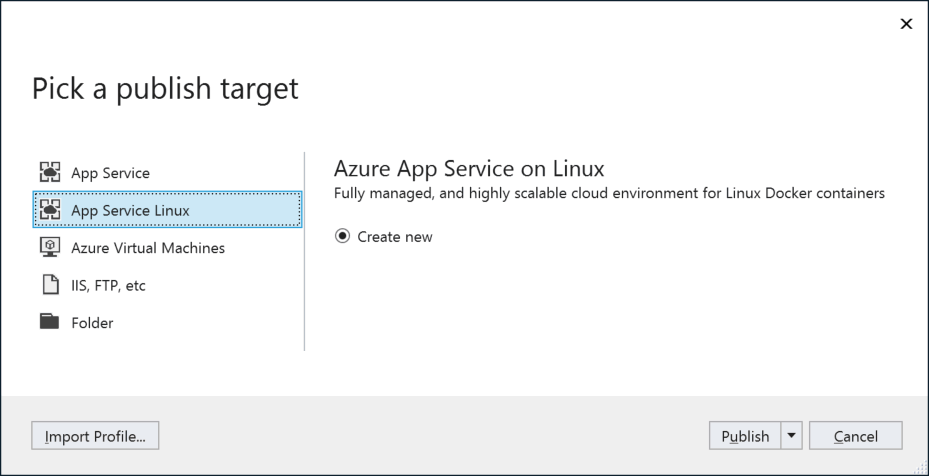 Pick a publish target
App Service
App Service Linux
Azure Virtual Machines
IIS, FTP, etc
Folder
Azure App Service on Linux
Fully managed, and highly scalable cloud environment for Linux Docker containers
Create new
Import Profile...
Publish
Cancel